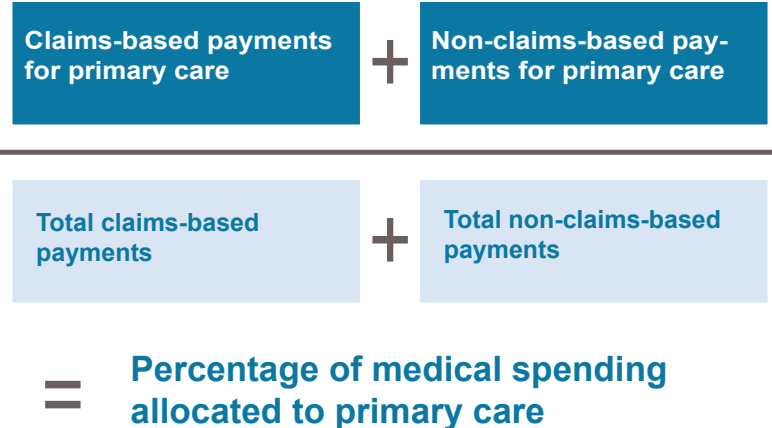 Claims-based payments
for primary care
+
Non-claims-based pay-
ments for primary care
Total claims-based
payments
+
Total non-claims-based
payments
=
Percentage of medical spending
allocated to primary care